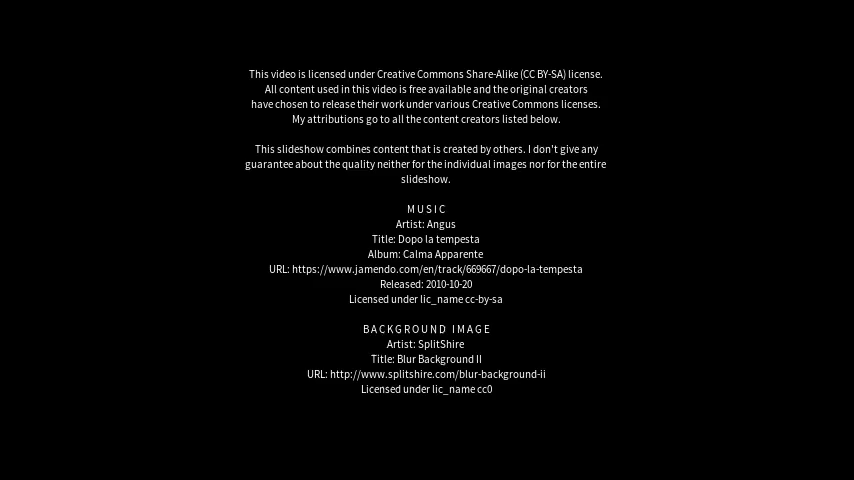 This video is licensed under Creative Commons Share-Alike (CC BY-SA) license.
All content used in this video is free available and the original creators
have chosen to release their work under various Creative Commons licenses.
My attributions go to all the content creators listed below.
This slideshow combines content that is created by others. I don't give any
guarantee about the quality neither for the individual images nor for the entire
slideshow.
MUSIC
Artist: Angus
Title: Dopo la tempesta
Album: Calma Apparente
URL: https://www.jamendo.com/en/track/669667/dopo-la-tempesta
Released: 2010-10-20
Licensed under lic_name cc-by-sa
BACKGROUND IMAGE
Artist: SplitShire
Title: Blur Background II
URL: http://www.splitshire.com/blur-background-ii
Licensed under lic_name cc0